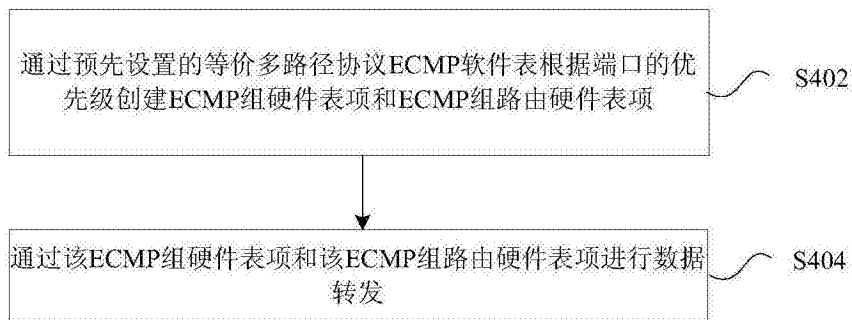 通过预先设置的等价多路径协议ECMP软件表根据端口的优
先级创建ECMP组硬件表项和ECMP组路由硬件表项
S402
通过该ECMP组硬件表项和该ECMP组路由硬件表项进行数据
转发
S404